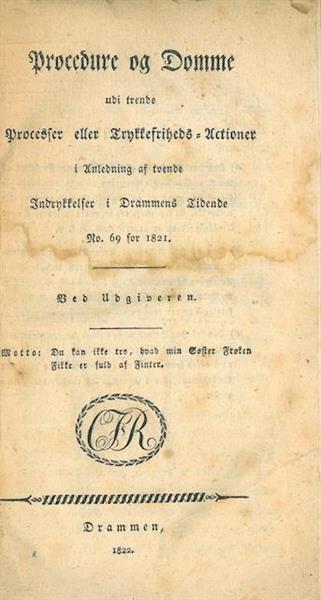 Procedure og Domme
udi trende
Processer eller Trykkefriheds-Actioner
i Anledning af tvende
Indrykkelser i Drammens Tidende
No. 69 for 1821.
Ved Udgiveren.
Motto: Du kan ikke tro, hvad min Søster Frøken
Fikke er fuld af Finter.
CFR
Drammen,
1822.